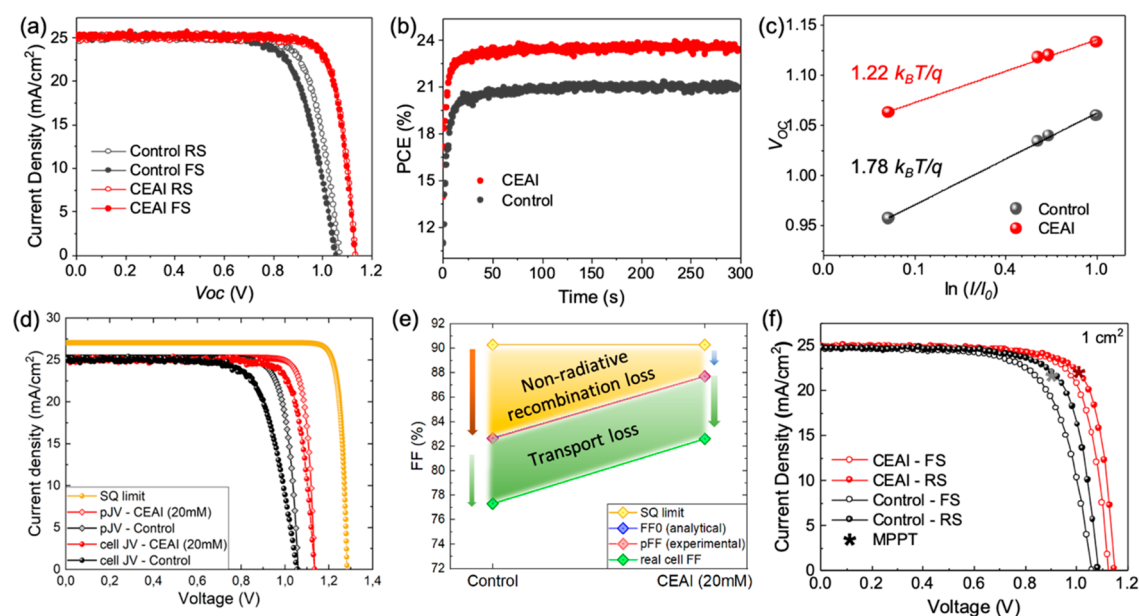 (a)
30
25
20
15
10
5
0
Current Density (mA/cm²)
Control RS
Control FS
CEAI RS
CEAI FS
0.0 0.2 0.4 0.6 0.8 1.0 1.2
Voc (V)
(b)
24
21
18
15
12
PCE (%)
CEAI
Control
0 50 100 150 200 250 300
Time (s)
(c)
1.15
1.10
1.05
1.00
0.95
V_OC
1.22 k_BT/q
1.78 k_BT/q
Control
CEAI
0.0 0.1 0.4 1.0
ln (I/I₀)
(d)
30
25
20
15
10
5
0
Current density (mA/cm²)
SQ limit
pJV - CEAI (20mM)
pJV - Control
cell JV - CEAI (20mM)
cell JV - Control
0.0 0.2 0.4 0.6 0.8 1.0 1.2 1.4
Voltage (V)
(e)
92
90
88
86
84
82
80
78
76
74
72
FF (%)
Non-radiative
recombination loss
Transport loss
SQ limit
FF0 (analytical)
pFF (experimental)
real cell FF
Control CEAI (20mM)
(f)
1 cm²
30
25
20
15
10
5
0
Current Density (mA/cm²)
CEAI - FS
CEAI - RS
Control - FS
Control - RS
MPPT
0.0 0.2 0.4 0.6 0.8 1.0 1.2
Voltage (V)